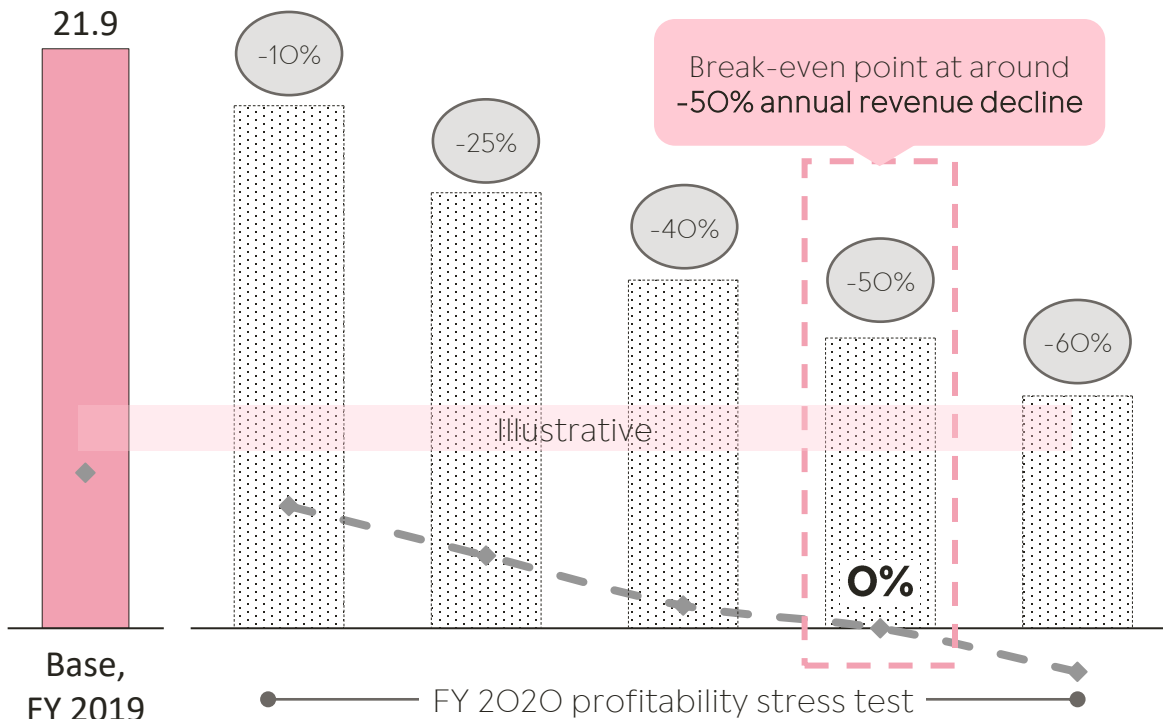 21.9
-10%
-25%
-40%
-50%
-60%
Break-even point at around
-50% annual revenue decline
Illustrative
0%
Base,
FY 2019
FY 2020 profitability stress test